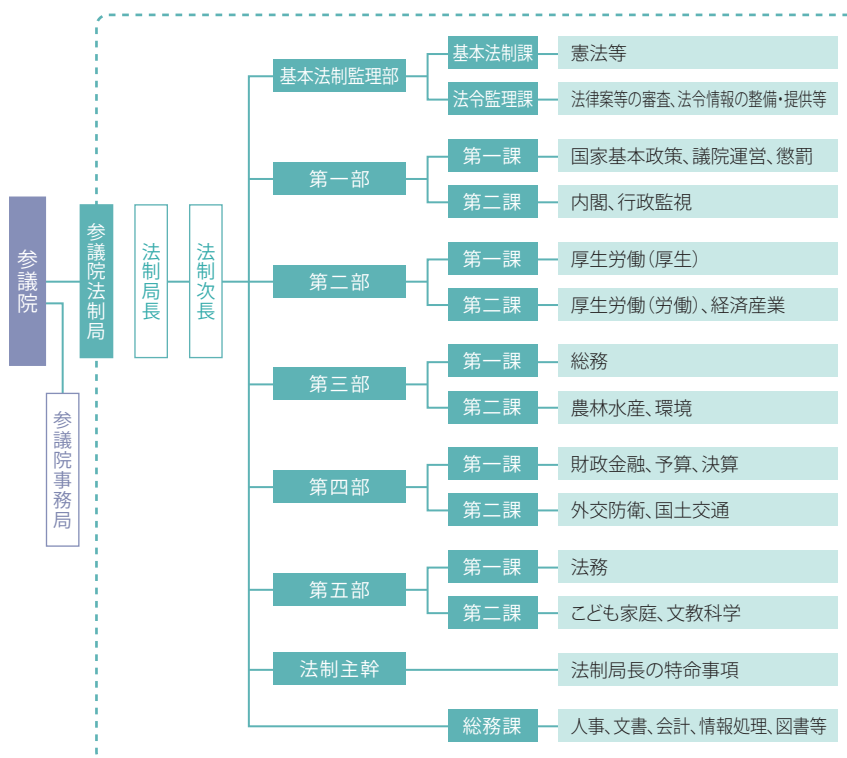 参議院
参議院事務局
参議院法制局
法制局長
法制次長
基本法制監理部
基本法制課
憲法等
法令監理課
法律案等の審査、法令情報の整備・提供等
第一部
第一課
国家基本政策、議院運営、懲罰
第二課
内閣、行政監視
第二部
第一課
厚生労働(厚生)
第二課
厚生労働(労働)、経済産業
第三部
第一課
総務
第二課
農林水産、環境
第四部
第一課
財政金融、予算、決算
第二課
外交防衛、国土交通
第五部
第一課
法務
第二課
こども家庭、文教科学
法制主幹
法制局長の特命事項
総務課
人事、文書、会計、情報処理、図書等